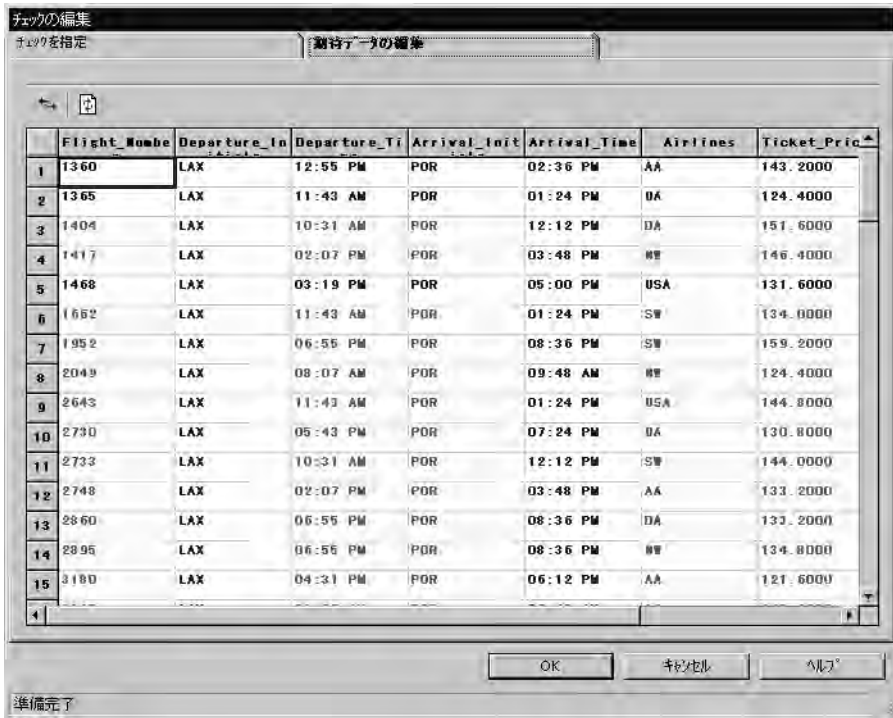 チェックの編集
チェックを指定 期待データの編集
Flight_Numbe Departure_In Departure_Ti Arrival_Init Arrival_Time Airlines Ticket_Pric
1 1360 LAX 12:55 PM POR 02:36 PM AA 143.2000
2 1365 LAX 11:43 AM POR 01:24 PM 124.4000
3 1404 LAX 10:31 AM POR 12:12 PM 151.6000
4 1417 LAX 02:07 PM POR 03:48 PM NW 146.4000
5 1468 LAX 03:19 PM POR 05:00 PM USA 131.6000
6 1662 LAX 11:43 AM POR 01:24 PM SW 134.0000
7 1952 LAX 06:55 PM POR 08:36 PM SW 159.2000
8 2049 LAX 08:07 AM POR 09:48 AM NW 124.4000
9 2643 LAX 11:43 AM POR 01:24 PM USA 144.8000
10 2730 LAX 05:43 PM POR 07:24 PM 130.8000
11 2733 LAX 10:31 AM POR 12:12 PM SW 144.0000
12 2748 LAX 02:07 PM POR 03:48 PM AA 133.2000
13 2860 LAX 06:55 PM POR 08:36 PM 133.2000
14 2895 LAX 06:55 PM POR 08:36 PM NW 134.8000
15 3180 LAX 04:31 PM POR 06:12 PM AA 121.6000
OK キャンセル ヘルプ
準備完了